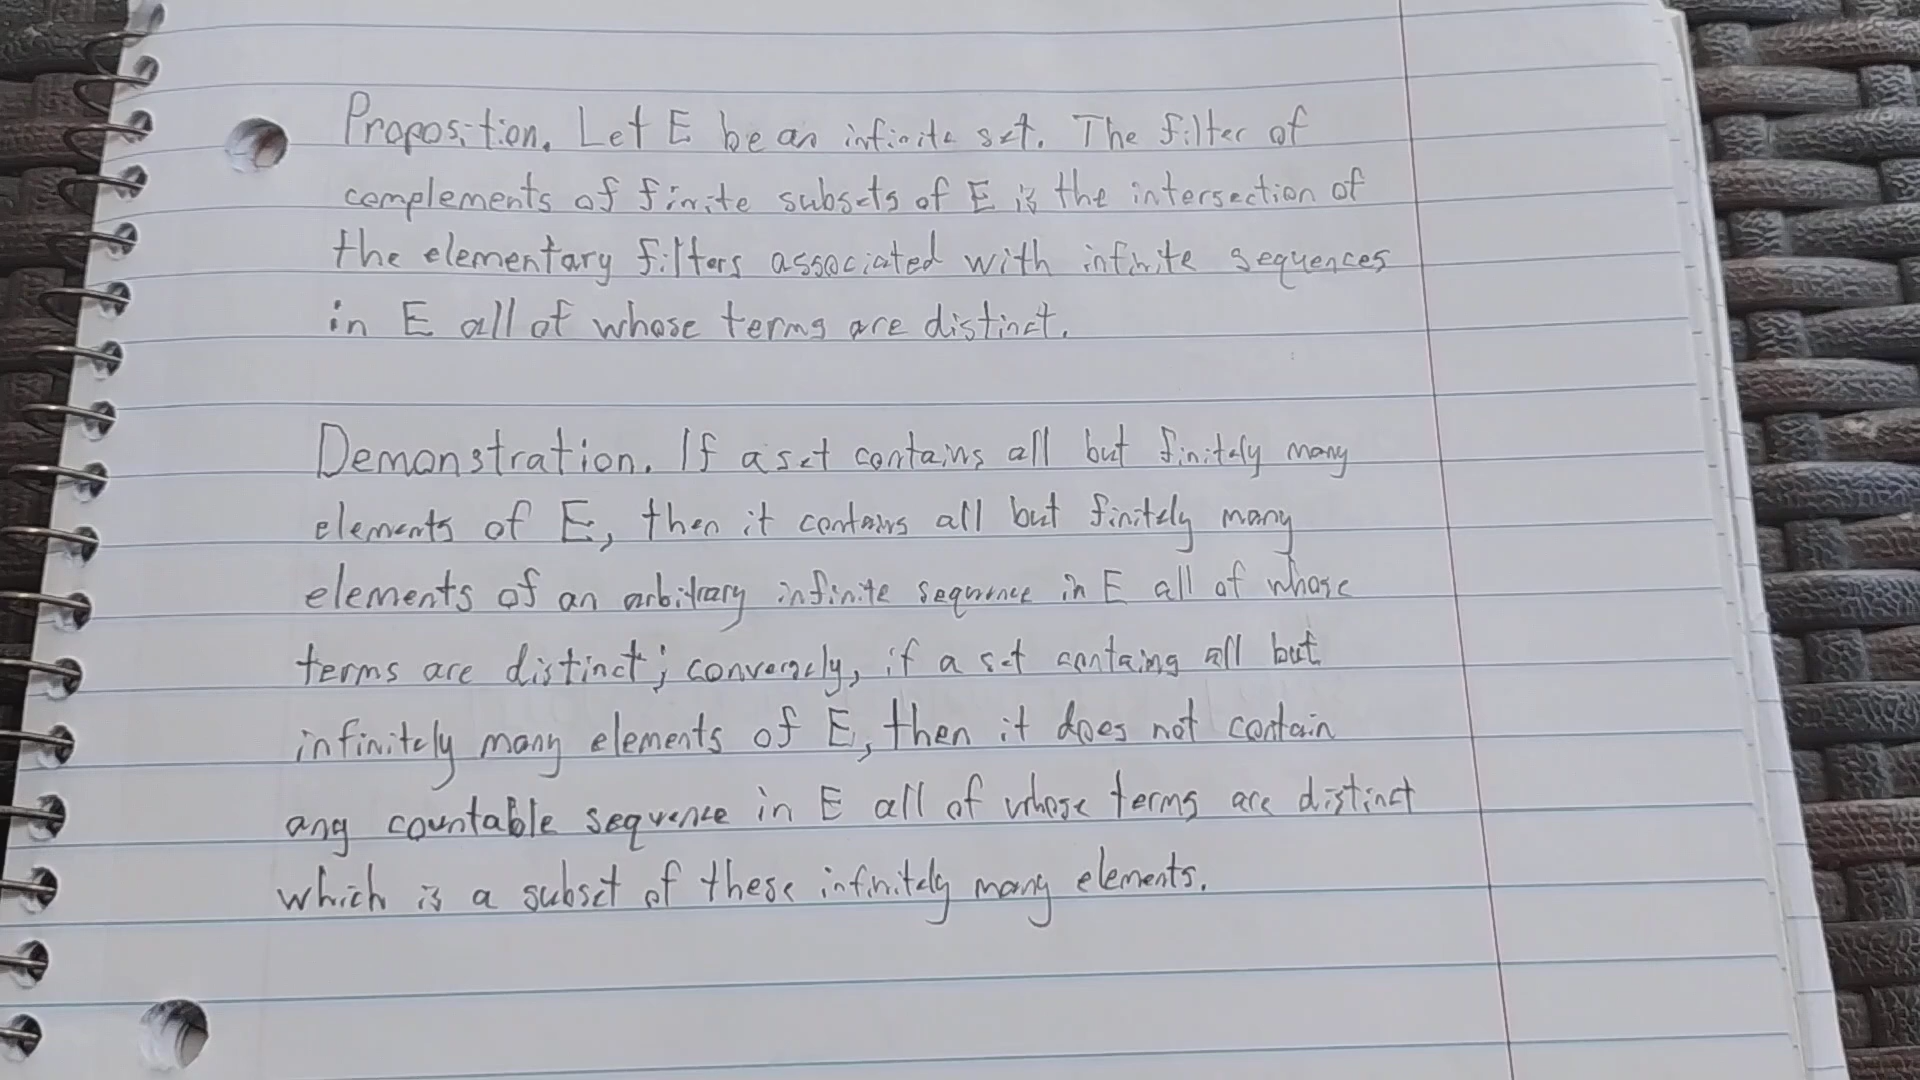 Proposition. Let E be an infinite set. The filter of
complements of finite subsets of E is the intersection of
the elementary filters associated with infinite sequences
in E all of whose terms are distinct.
Demonstration. If a set contains all but finitely many
elements of E, then it contains all but finitely many
elements of an arbitrary infinite sequence in E all of whose
terms are distinct; conversely, if a set contains all but
infinitely many elements of E, then it does not contain
any countable sequence in E all of whose terms are distinct
which is a subset of these infinitely many elements.